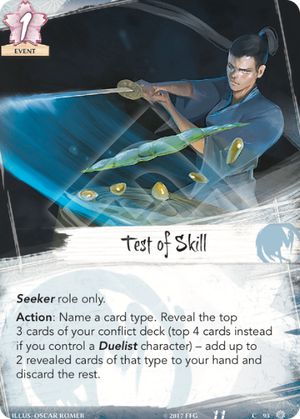 1
EVENT
Test of Skill
Seeker role only.
Action: Name a card type. Reveal the top
3 cards of your conflict deck (top 4 cards instead
if you control a Duelist character) – add up to
2 revealed cards of that type to your hand and
discard the rest.
ILLUS: OSCAR RÖMER ©2017 FFG C 93